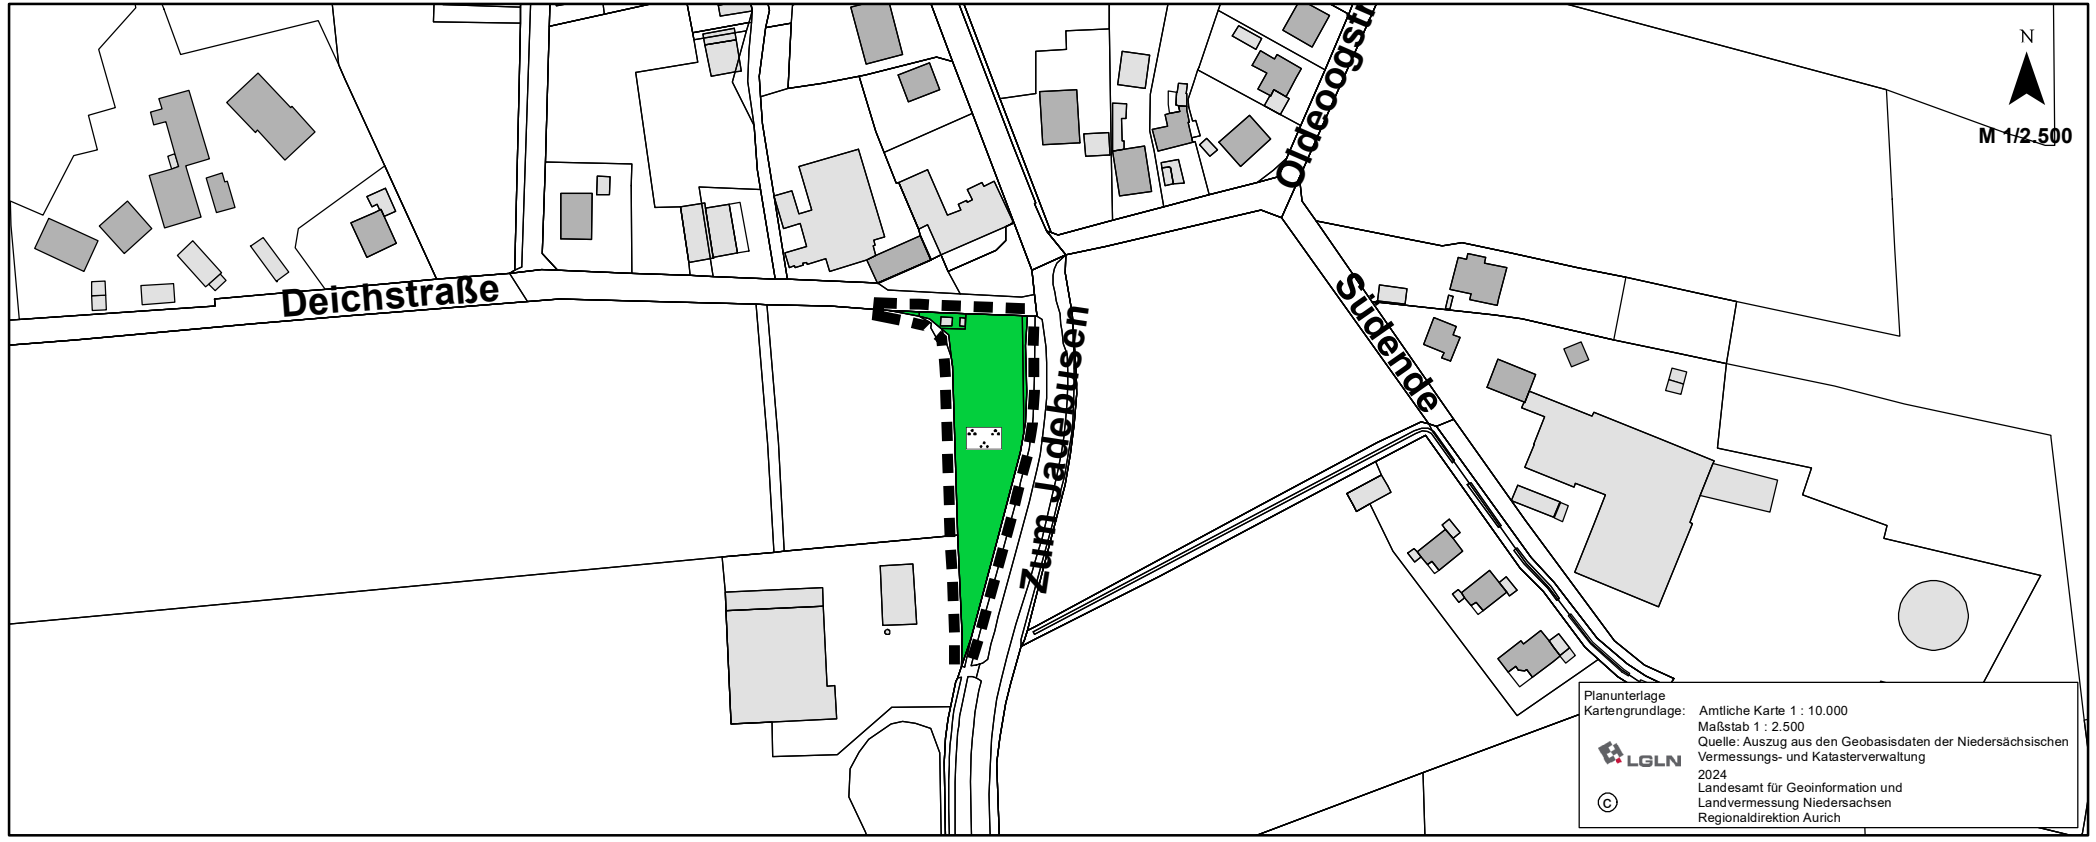 Oldeoogstr
N
M 1/2.500
Deichstraße
Zum Jadebusen
Südende
Planunterlage
Kartengrundlage: Amtliche Karte 1 : 10.000
Maßstab 1 : 2.500
Quelle: Auszug aus den Geobasisdaten der Niedersächsischen
Vermessungs- und Katasterverwaltung
LGLN
2024
Landesamt für Geoinformation und
© Landvermessung Niedersachsen
Regionaldirektion Aurich